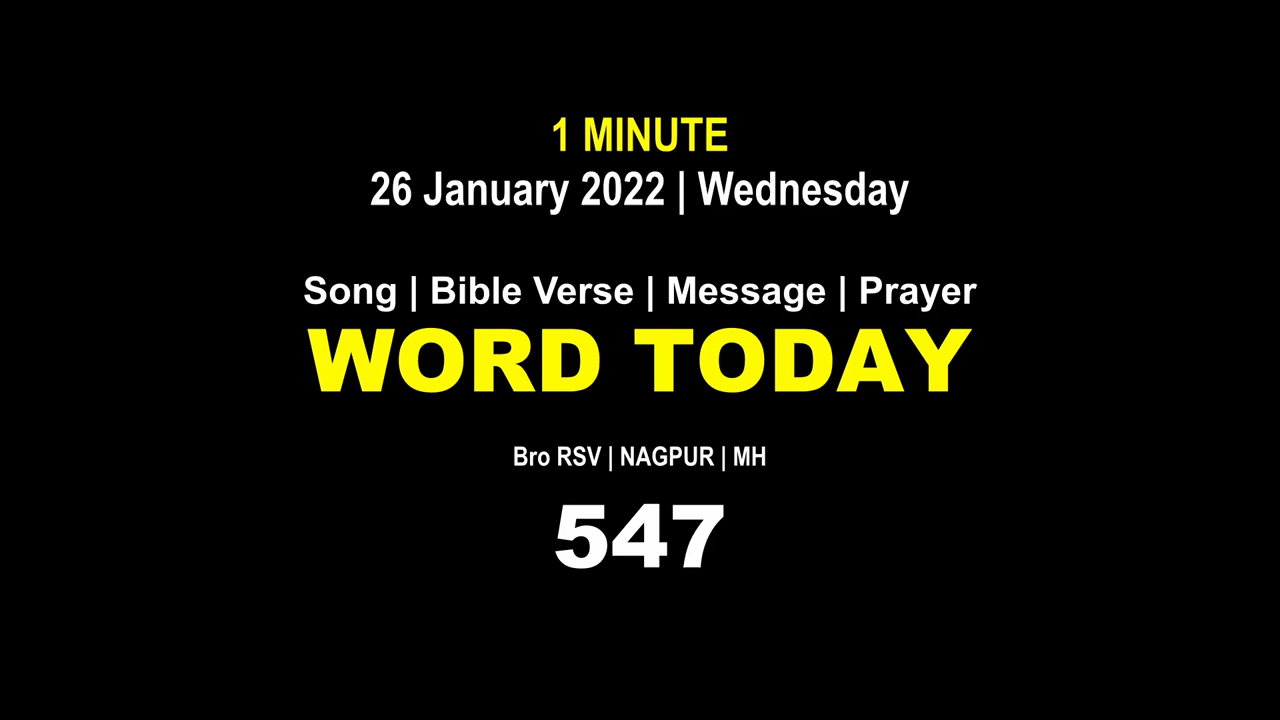 1 MINUTE
26 January 2022 | Wednesday
Song | Bible Verse | Message | Prayer
WORD TODAY
Bro RSV | NAGPUR | MH
547